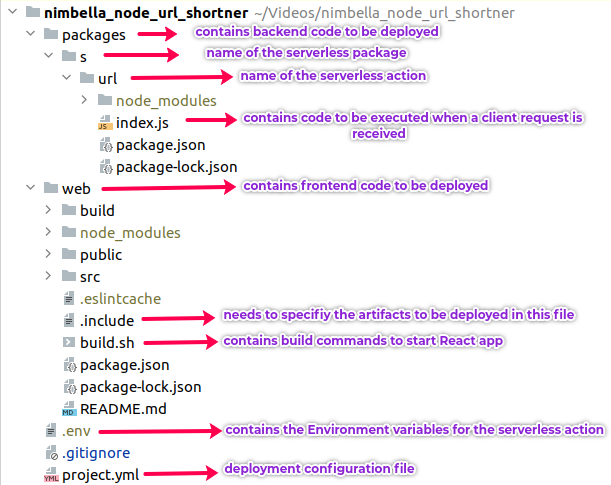 nimbella_node_url_shortner ~/Videos/nimbella_node_url_shortner
packages contains backend code to be deployed
s name of the serverless package
url name of the serverless action
node_modules
JS index.js contains code to be executed when a client request is
received
package.json
package-lock.json
web contains frontend code to be deployed
build
node_modules
public
src
.eslintcache
.include needs to specifiy the artifacts to be deployed in this file
build.sh contains build commands to start React app
package.json
package-lock.json
MD README.md
.env contains the Environment variables for the serverless action
.gitignore
YML project.yml deployment configuration file